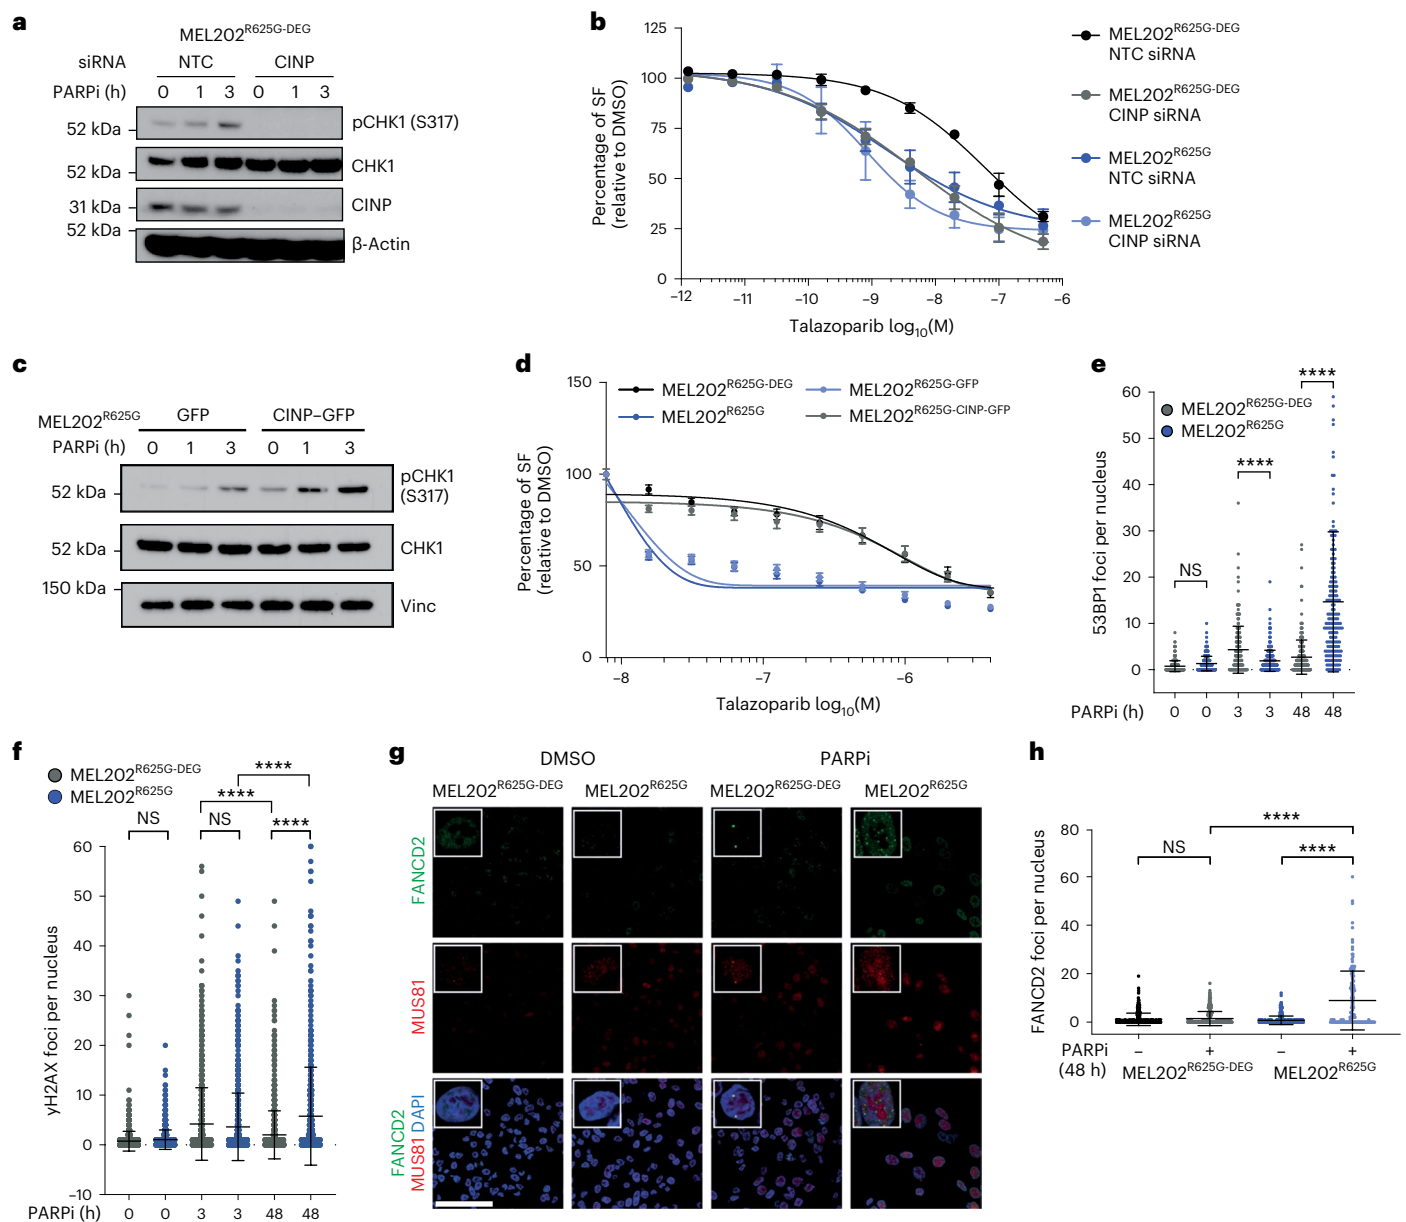 a
MEL202R625G-DEG
siRNA NTC CINP
PARPi (h) 0 1 3 0 1 3
52 kDa pCHK1 (S317)
52 kDa CHK1
31 kDa CINP
52 kDa
β-Actin
b
125
100
75
50
25
0
Percentage of SF
(relative to DMSO)
−12 −11 −10 −9 −8 −7 −6
Talazoparib log10(M)
MEL202R625G-DEG
NTC siRNA
MEL202R625G-DEG
CINP siRNA
MEL202R625G
NTC siRNA
MEL202R625G
CINP siRNA
c
MEL202R625G GFP CINP–GFP
PARPi (h) 0 1 3 0 1 3
52 kDa pCHK1
(S317)
52 kDa CHK1
150 kDa
Vinc
d
150
100
50
0
Percentage of SF
(relative to DMSO)
MEL202R625G-DEG MEL202R625G-GFP
MEL202R625G MEL202R625G-CINP-GFP
−8 −7 −6
Talazoparib log10(M)
e
60
50
40
30
20
10
0
53BP1 foci per nucleus
MEL202R625G-DEG
MEL202R625G
NS **** ****
PARPi (h) 0 0 3 3 48 48
f
MEL202R625G-DEG
MEL202R625G
****
****
NS NS ****
60
50
40
30
20
10
0
−10
yH2AX foci per nucleus
PARPi (h) 0 0 3 3 48 48
g
DMSO PARPi
MEL202R625G-DEG MEL202R625G MEL202R625G-DEG MEL202R625G
FANCD2
MUS81
FANCD2
MUS81 DAPI
h
****
NS ****
80
60
40
20
0
FANCD2 foci per nucleus
PARPi
(48 h)
− + − +
MEL202R625G-DEG MEL202R625G